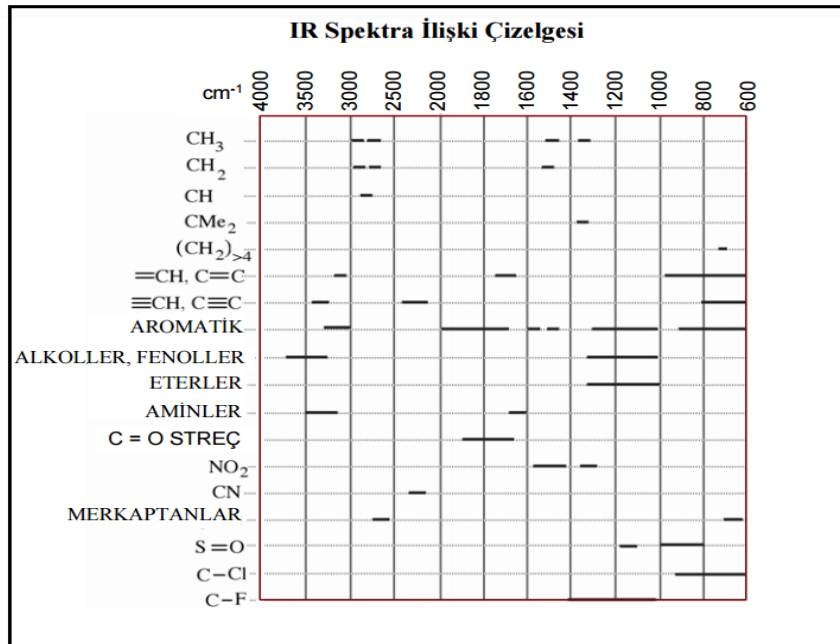 IR Spektra İlişki Çizelgesi
cm-1 4000 3500 3000 2500 2000 1800 1600 1400 1200 1000 800 600
CH3
CH2
CH
CMe2
(CH2)>4
=CH, C=C
≡CH, C≡C
AROMATİK
ALKOLLER, FENOLLER
ETERLER
AMİNLER
C = O STREÇ
NO2
CN
MERKAPTANLAR
S=O
C–Cl
C–F